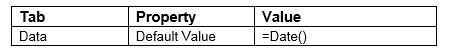 Tab Property Value
Data Default Value =Date()